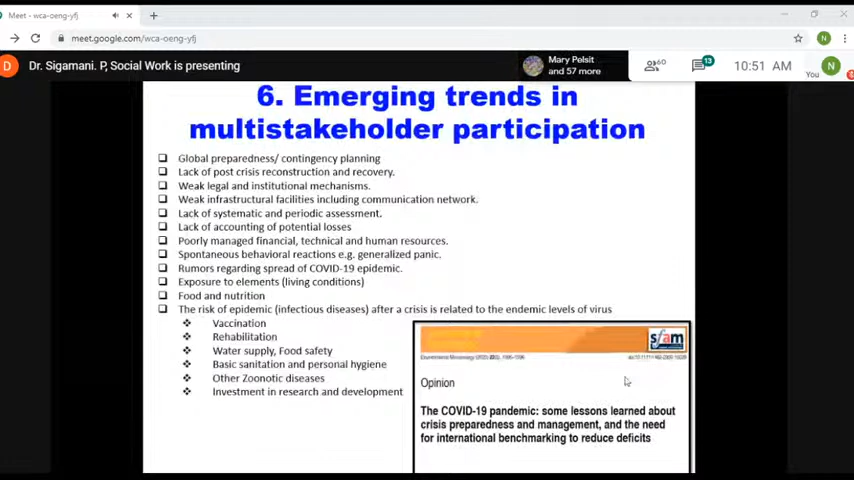 Meet - wca-oeng-yfj
meet.google.com/wca-oeng-yfj
N
D
Dr. Sigamani. P, Social Work is presenting
Mary Pelsit
and 57 more
60
13
10:51 AM
You
N
6. Emerging trends in
multistakeholder participation
Global preparedness/ contingency planning
Lack of post crisis reconstruction and recovery.
Weak legal and institutional mechanisms.
Weak infrastructural facilities including communication network.
Lack of systematic and periodic assessment.
Lack of accounting of potential losses
Poorly managed financial, technical and human resources.
Spontaneous behavioral reactions e.g. generalized panic.
Rumors regarding spread of COVID-19 epidemic.
Exposure to elements (living conditions)
Food and nutrition
The risk of epidemic (infectious diseases) after a crisis is related to the endemic levels of virus
Vaccination
Rehabilitation
Water supply, Food safety
Basic sanitation and personal hygiene
Other Zoonotic diseases
Investment in research and development
sfam
Environmental Microbiology
Opinion
The COVID-19 pandemic: some lessons learned about
crisis preparedness and management, and the need
for international benchmarking to reduce deficits